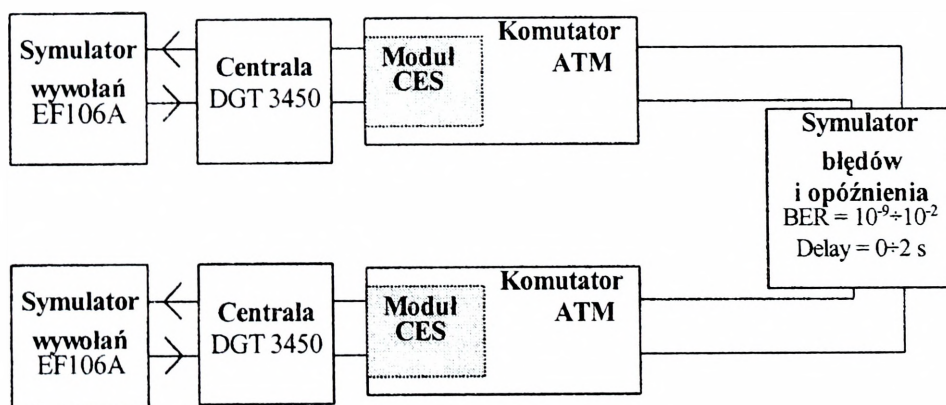 Symulator
wywołań
EF106A
Centrala
DGT 3450
Moduł
CES
Komutator
ATM
Symulator
błędów
i opóźnienia
BER = 10⁻⁹÷10⁻²
Delay = 0÷2 s
Symulator
wywołań
EF106A
Centrala
DGT 3450
Moduł
CES
Komutator
ATM